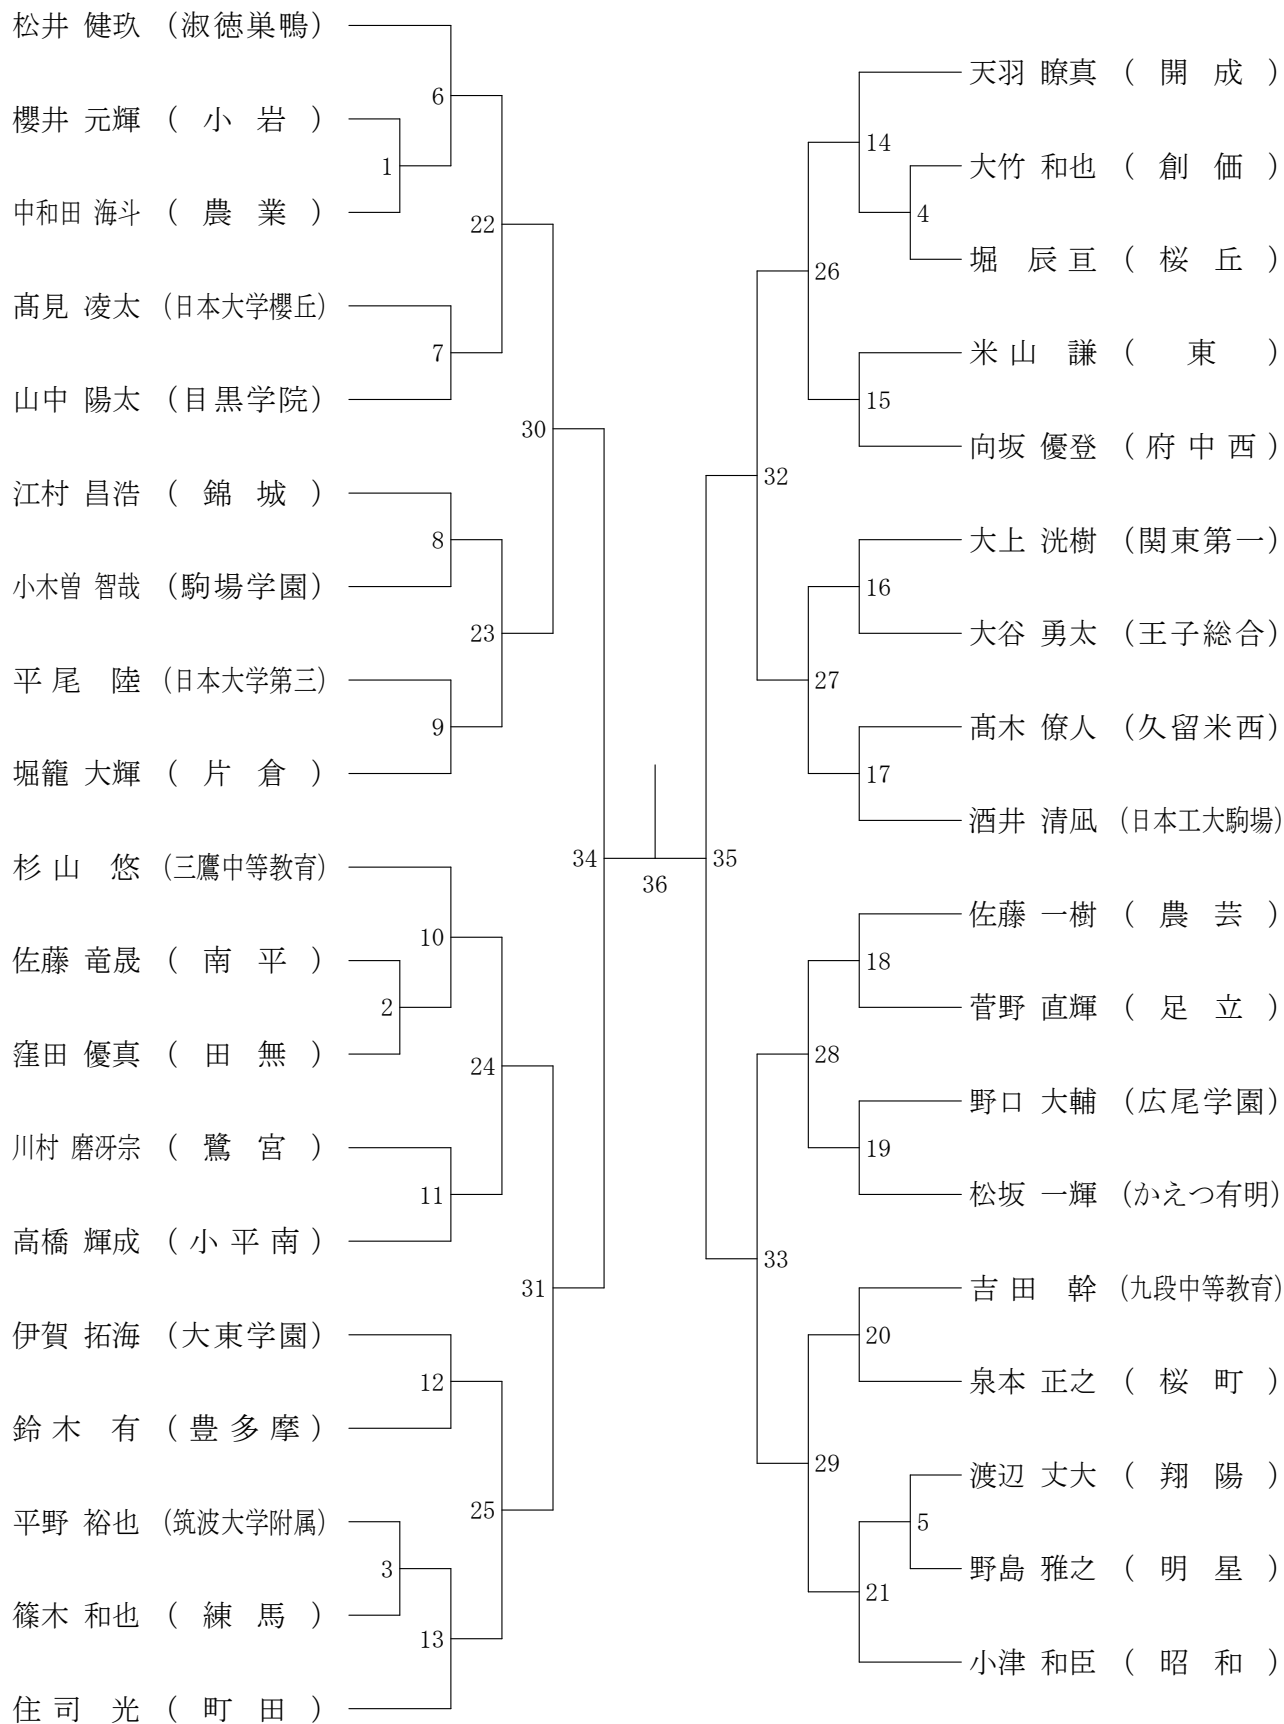 松井 健玖 (淑徳巣鴨)
櫻井 元輝 (小岩)
中和田 海斗 (農業)
髙見 凌太 (日本大学櫻丘)
山中 陽太 (目黒学院)
江村 昌浩 (錦城)
小木曽 智哉 (駒場学園)
平尾 陸 (日本大学第三)
堀籠 大輝 (片倉)
杉山 悠 (三鷹中等教育)
佐藤 竜晟 (南平)
窪田 優真 (田無)
川村 磨冴宗 (鷺宮)
高橋 輝成 (小平南)
伊賀 拓海 (大東学園)
鈴木 有 (豊多摩)
平野 裕也 (筑波大学附属)
篠木 和也 (練馬)
住司 光 (町田)
1
2
3
6
7
8
9
10
11
12
13
22
23
24
25
30
31
34
36
35
32
33
26
27
28
29
14
15
16
17
18
19
20
21
4
5
天羽 瞭真 (開成)
大竹 和也 (創価)
堀 辰亘 (桜丘)
米山 謙 (東)
向坂 優登 (府中西)
大上 洸樹 (関東第一)
大谷 勇太 (王子総合)
髙木 僚人 (久留米西)
酒井 清凪 (日本工大駒場)
佐藤 一樹 (農芸)
菅野 直輝 (足立)
野口 大輔 (広尾学園)
松坂 一輝 (かえつ有明)
吉田 幹 (九段中等教育)
泉本 正之 (桜町)
渡辺 丈大 (翔陽)
野島 雅之 (明星)
小津 和臣 (昭和)